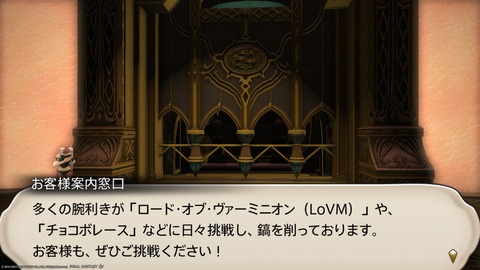 お客様案内窓口
多くの腕利きが「ロード・オブ・ヴァーミニオン(LoVM)」や、
「チョコボレース」などに日々挑戦し、鎬を削っております。
お客様も、ぜひご挑戦ください!
FINAL FANTASY XIV